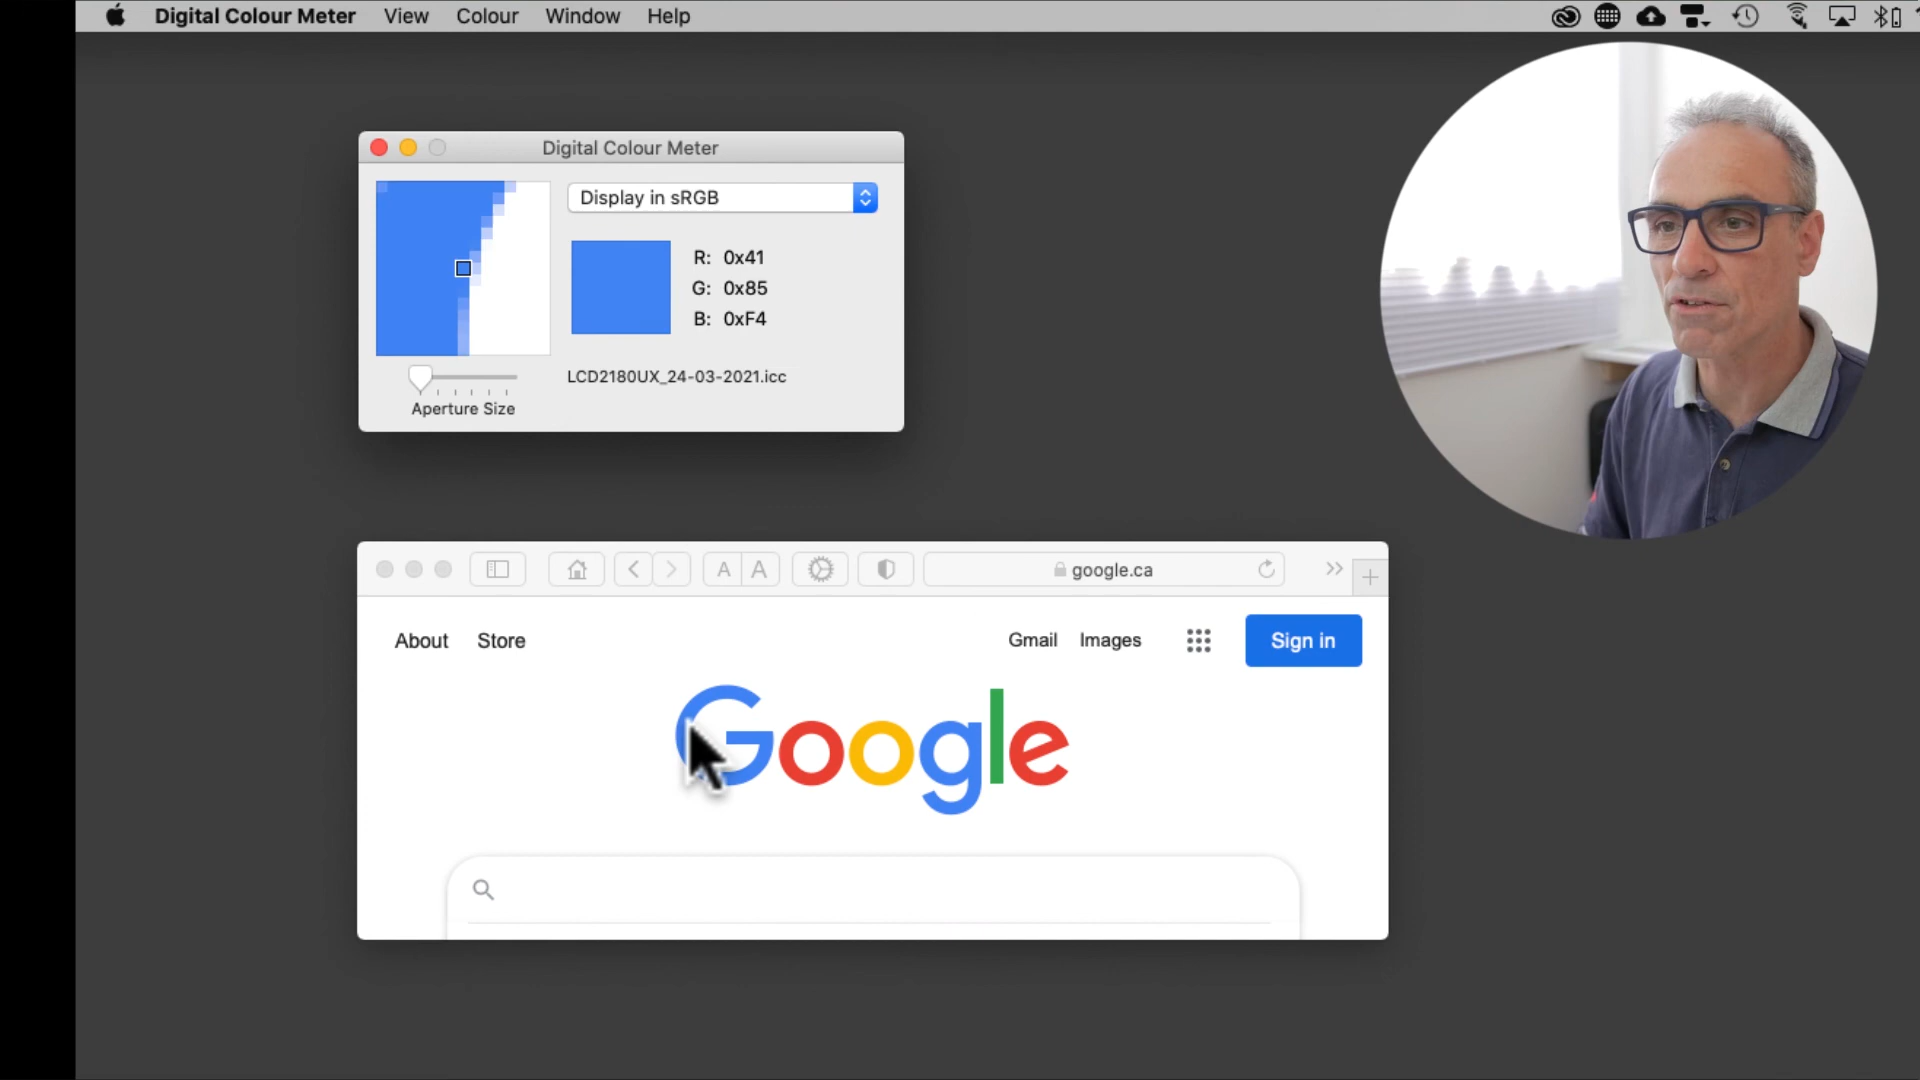 Digital Colour Meter View Colour Window Help
Digital Colour Meter
Display in sRGB
R: 0x41
G: 0x85
B: 0xF4
LCD2180UX_24-03-2021.icc
Aperture Size
A A google.ca
About Store Gmail Images Sign in
Google